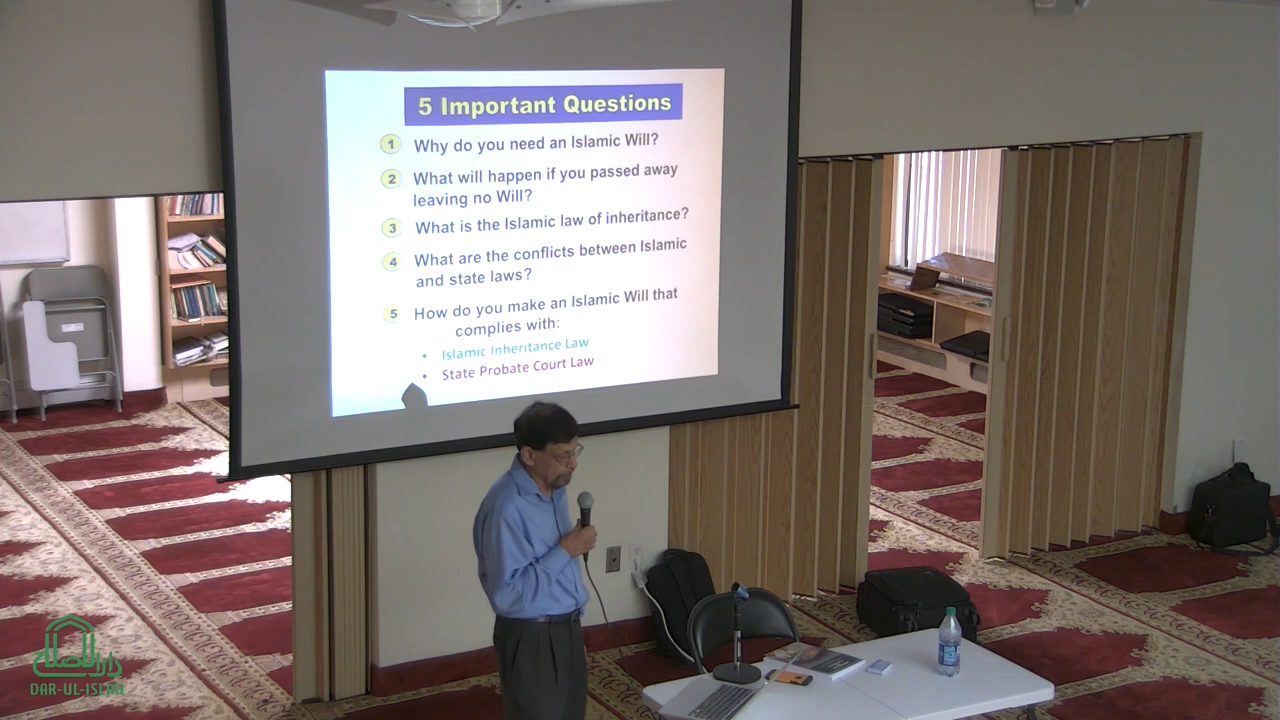 5 Important Questions
1 Why do you need an Islamic Will?
2 What will happen if you passed away
leaving no Will?
3 What is the Islamic law of inheritance?
4 What are the conflicts between Islamic
and state laws?
5 How do you make an Islamic Will that
complies with:
• Islamic Inheritance Law
• State Probate Court Law
دار الإصلاح
DAR-UL-ISLAH